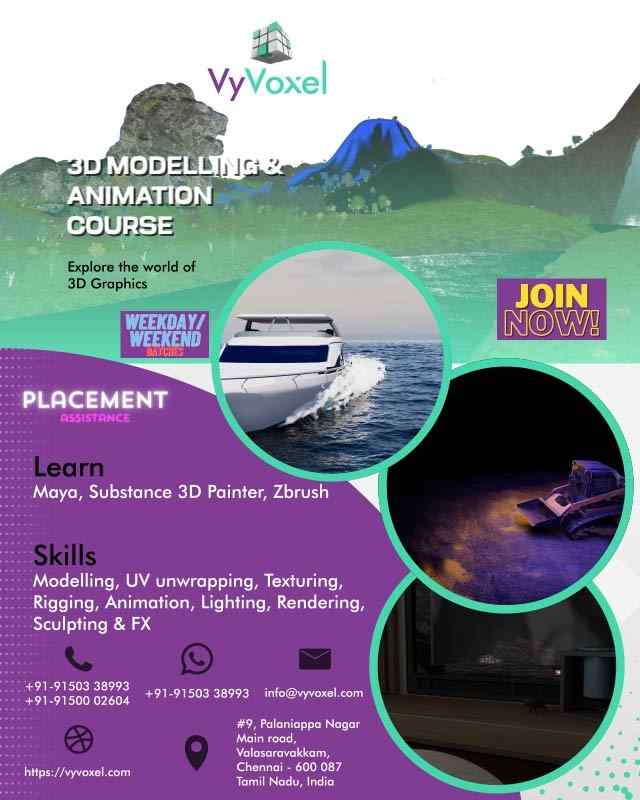 VyVoxel
3D MODELLING &
ANIMATION
COURSE
Explore the world of
3D Graphics
JOIN
NOW!
WEEKDAY/
WEEKEND
BATCHES
PLACEMENT
ASSISTANCE
Learn
Maya, Substance 3D Painter, Zbrush
Skills
Modelling, UV unwrapping, Texturing,
Rigging, Animation, Lighting, Rendering,
Sculpting & FX
+91-91503 38993
+91-91500 02604
+91-91503 38993
info@vyvoxel.com
https://vyvoxel.com
#9, Palaniappa Nagar
Main road,
Valasaravakkam,
Chennai - 600 087
Tamil Nadu, India